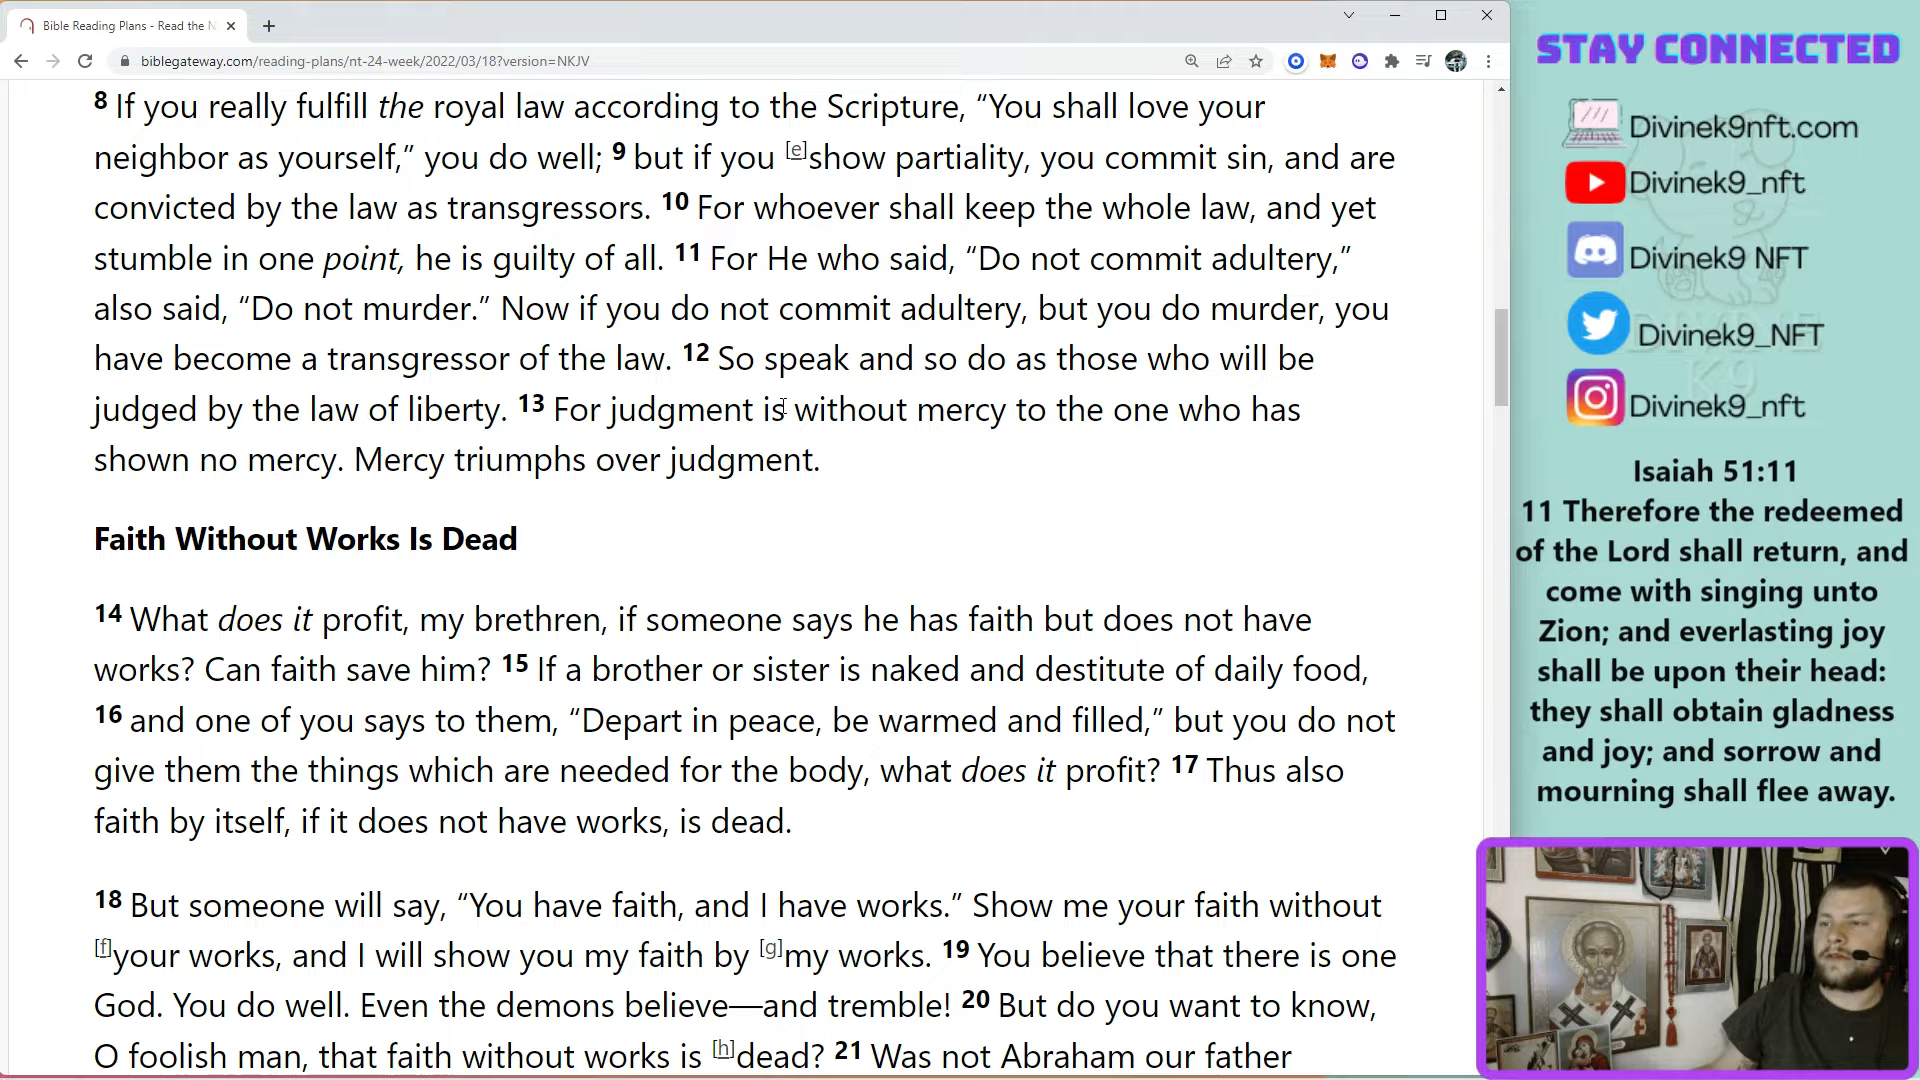 Bible Reading Plans - Read the N
biblegateway.com/reading-plans/nt-24-week/2022/03/18?version=NKJV
8 If you really fulfill the royal law according to the Scripture, “You shall love your
neighbor as yourself,” you do well; 9 but if you [e]show partiality, you commit sin, and are
convicted by the law as transgressors. 10 For whoever shall keep the whole law, and yet
stumble in one point, he is guilty of all. 11 For He who said, “Do not commit adultery,”
also said, “Do not murder.” Now if you do not commit adultery, but you do murder, you
have become a transgressor of the law. 12 So speak and so do as those who will be
judged by the law of liberty. 13 For judgment is without mercy to the one who has
shown no mercy. Mercy triumphs over judgment.
Faith Without Works Is Dead
14 What does it profit, my brethren, if someone says he has faith but does not have
works? Can faith save him? 15 If a brother or sister is naked and destitute of daily food,
16 and one of you says to them, “Depart in peace, be warmed and filled,” but you do not
give them the things which are needed for the body, what does it profit? 17 Thus also
faith by itself, if it does not have works, is dead.
18 But someone will say, “You have faith, and I have works.” Show me your faith without
[f]your works, and I will show you my faith by [g]my works. 19 You believe that there is one
God. You do well. Even the demons believe—and tremble! 20 But do you want to know,
O foolish man, that faith without works is [h]dead? 21 Was not Abraham our father
STAY CONNECTED
Divinek9nft.com
Divinek9_nft
Divinek9 NFT
Divinek9_NFT
Divinek9_nft
Isaiah 51:11
11 Therefore the redeemed
of the Lord shall return, and
come with singing unto
Zion; and everlasting joy
shall be upon their head:
they shall obtain gladness
and joy; and sorrow and
mourning shall flee away.